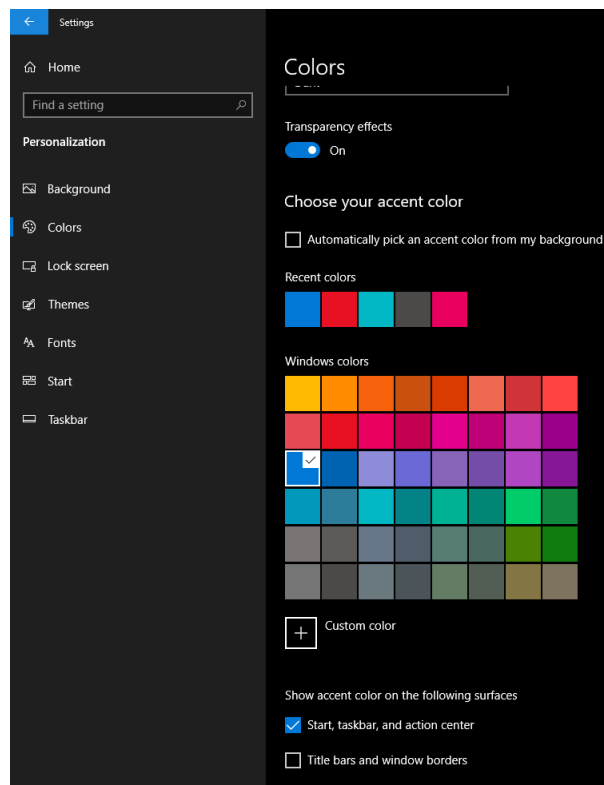 Settings
Home
Find a setting
Personalization
Background
Colors
Lock screen
Themes
Fonts
Start
Taskbar
Colors
Transparency effects
On
Choose your accent color
Automatically pick an accent color from my background
Recent colors
Windows colors
Custom color
Show accent color on the following surfaces
Start, taskbar, and action center
Title bars and window borders